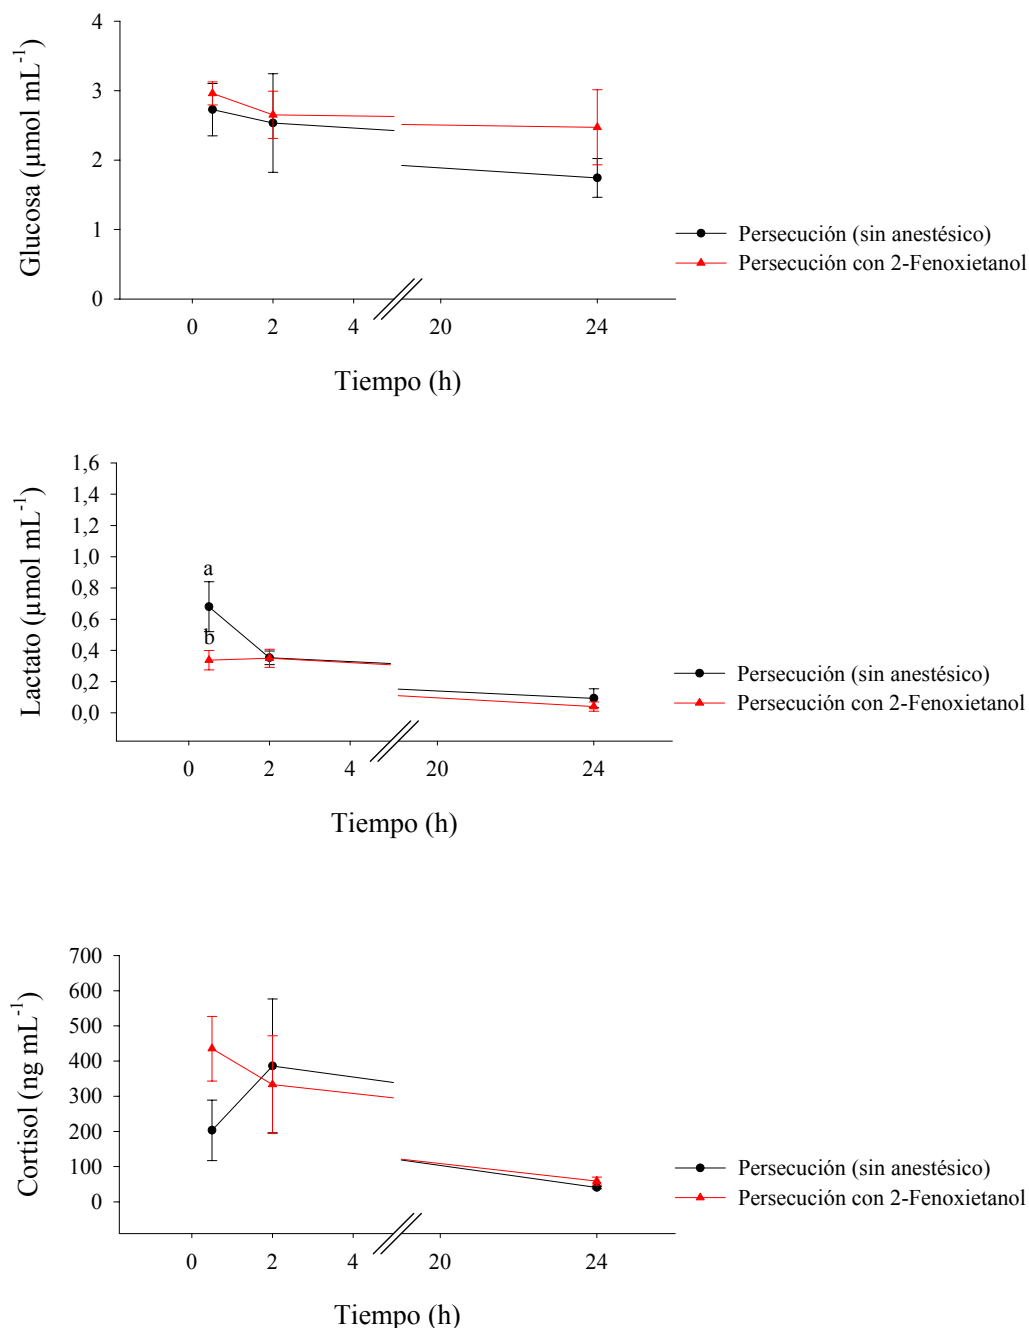 4
3
2
1
0
Glucosa (µmol mL⁻¹)
Persecución (sin anestésico)
Persecución con 2-Fenoxietanol
0 2 4 20 24
Tiempo (h)
1,6
1,4
1,2
1,0
0,8
0,6
0,4
0,2
0,0
Lactato (µmol mL⁻¹)
a
b
Persecución (sin anestésico)
Persecución con 2-Fenoxietanol
0 2 4 20 24
Tiempo (h)
700
600
500
400
300
200
100
0
Cortisol (ng mL⁻¹)
Persecución (sin anestésico)
Persecución con 2-Fenoxietanol
0 2 4 20 24
Tiempo (h)